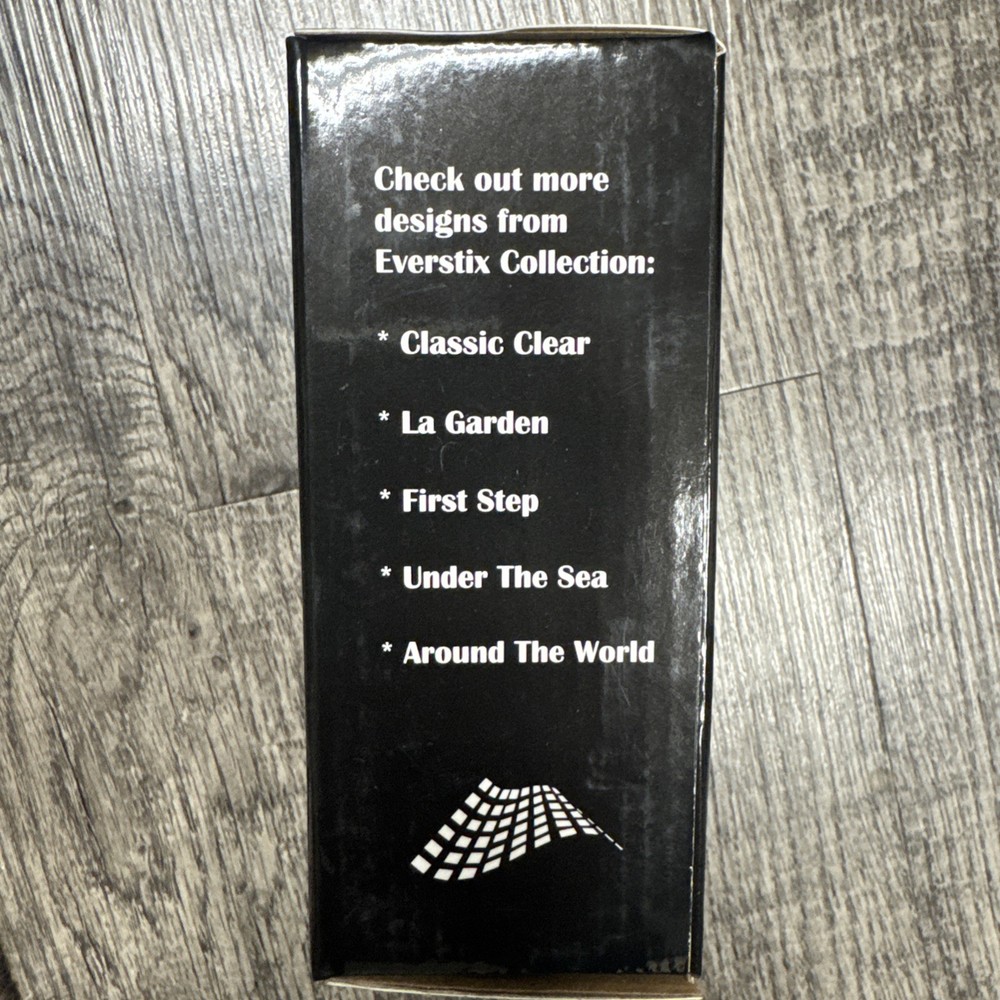 Check out more
designs from
Everstix Collection:
* Classic Clear
* La Garden
* First Step
* Under The Sea
* Around The World